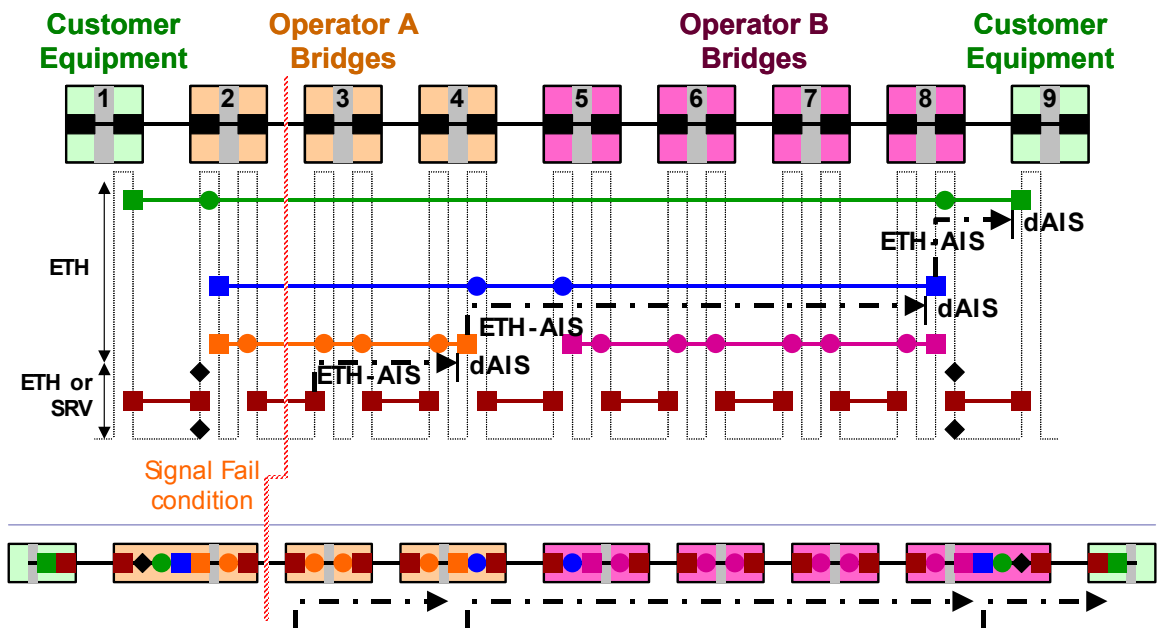 Customer
Equipment
Operator A
Bridges
Operator B
Bridges
Customer
Equipment
1
2
3
4
5
6
7
8
9
ETH
ETH-AIS
dAIS
ETH-AIS
dAIS
ETH-AIS
dAIS
ETH or
SRV
Signal Fail
condition